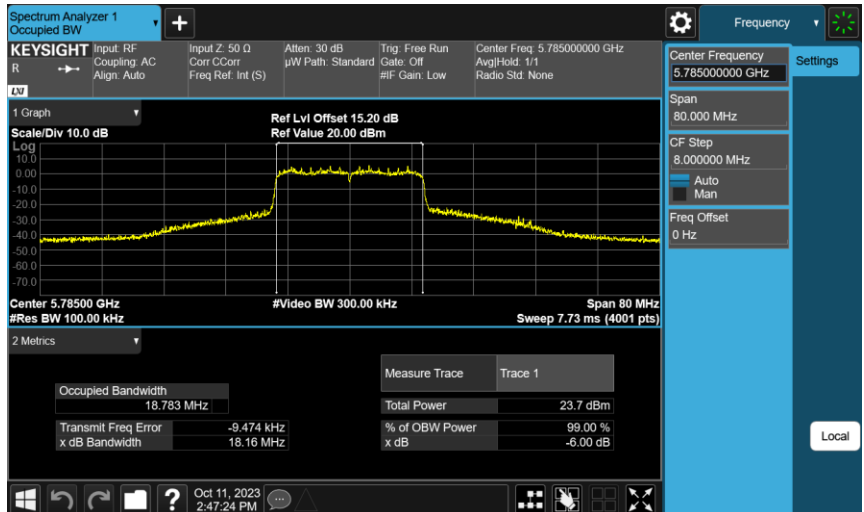 Spectrum Analyzer 1
Occupied BW
+
Frequency
KEYSIGHT
R
LXI
Input: RF
Coupling: AC
Align: Auto
Input Z: 50 Ω
Corr CCorr
Freq Ref: Int (S)
Atten: 30 dB
µW Path: Standard
Trig: Free Run
Gate: Off
#IF Gain: Low
Center Freq: 5.785000000 GHz
Avg|Hold: 1/1
Radio Std: None
Center Frequency
5.785000000 GHz
Settings
Span
80.000 MHz
CF Step
8.000000 MHz
Auto
Man
Freq Offset
0 Hz
1 Graph
Scale/Div 10.0 dB
Ref Lvl Offset 15.20 dB
Ref Value 20.00 dBm
Log
10.0
0.00
-10.0
-20.0
-30.0
-40.0
-50.0
-60.0
-70.0
Center 5.78500 GHz
#Res BW 100.00 kHz
#Video BW 300.00 kHz
Span 80 MHz
Sweep 7.73 ms (4001 pts)
2 Metrics
Measure Trace Trace 1
Occupied Bandwidth
18.783 MHz
Total Power 23.7 dBm
Transmit Freq Error -9.474 kHz
% of OBW Power 99.00 %
x dB Bandwidth 18.16 MHz
x dB -6.00 dB
Local
?
Oct 11, 2023
2:47:24 PM